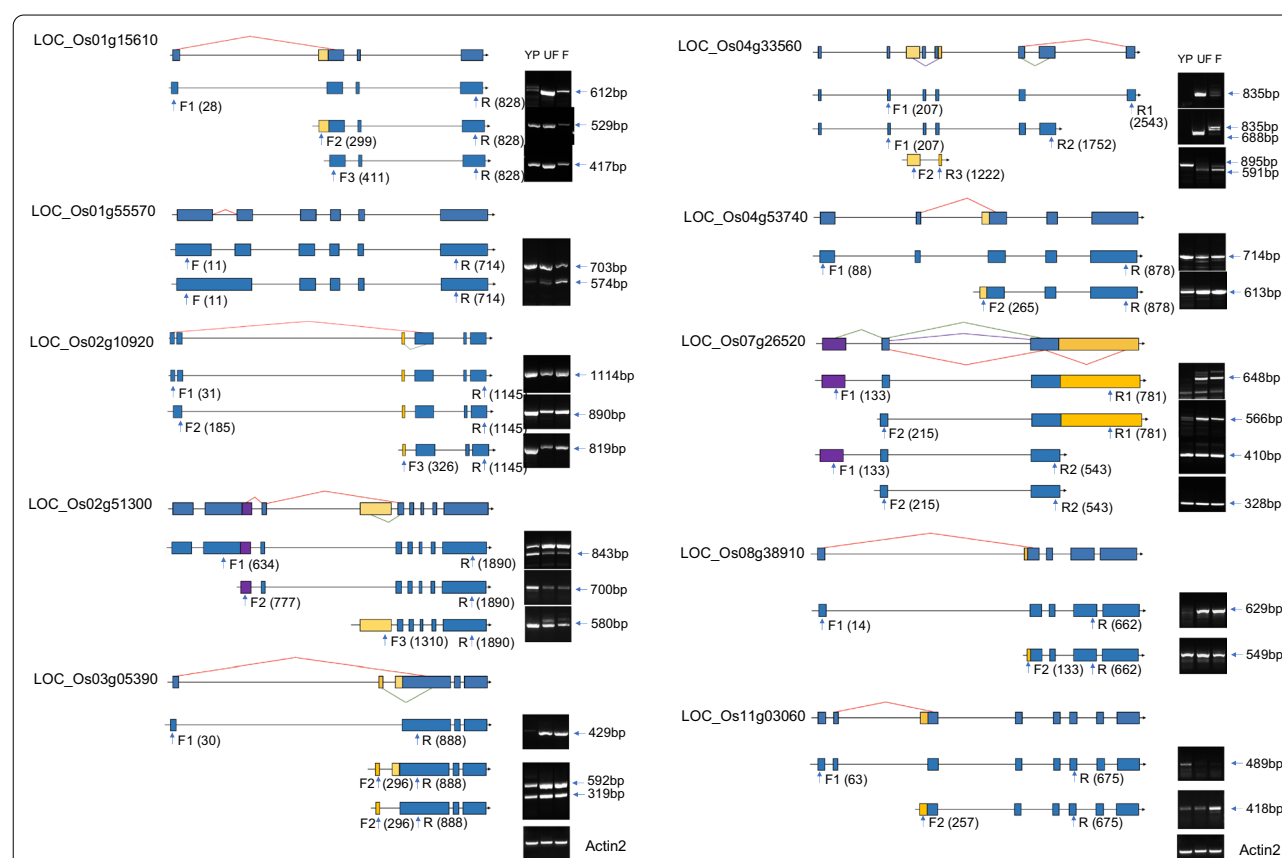 LOC_Os01g15610
YP UF F
F1 (28)
R (828)
612bp
F2 (299)
R (828)
529bp
F3 (411)
R (828)
417bp
LOC_Os01g55570
F (11)
R (714)
703bp
574bp
F (11)
R (714)
LOC_Os02g10920
F1 (31)
R (1145)
1114bp
F2 (185)
R (1145)
890bp
F3 (326)
R (1145)
819bp
LOC_Os02g51300
F1 (634)
R (1890)
843bp
F2 (777)
R (1890)
700bp
F3 (1310)
R (1890)
580bp
LOC_Os03g05390
F1 (30)
R (888)
429bp
F2 (296)
R (888)
592bp
319bp
F2 (296)
R (888)
Actin2
LOC_Os04g33560
YP UF F
835bp
F1 (207)
R1 (2543)
835bp
688bp
F1 (207)
R2 (1752)
895bp
591bp
F2
R3 (1222)
LOC_Os04g53740
F1 (88)
R (878)
714bp
F2 (265)
R (878)
613bp
LOC_Os07g26520
F1 (133)
R1 (781)
648bp
F2 (215)
R1 (781)
566bp
F1 (133)
R2 (543)
410bp
F2 (215)
R2 (543)
328bp
LOC_Os08g38910
F1 (14)
R (662)
629bp
F2 (133)
R (662)
549bp
LOC_Os11g03060
F1 (63)
R (675)
489bp
F2 (257)
R (675)
418bp
Actin2